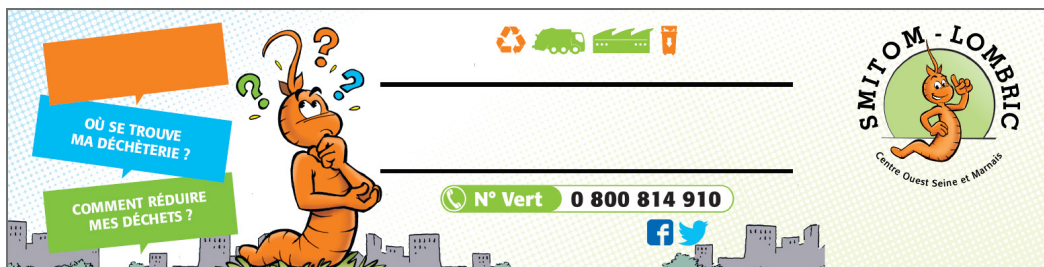 OÙ SE TROUVE
MA DÉCHÈTERIE ?
COMMENT RÉDUIRE
MES DÉCHETS ?
N° Vert 0 800 814 910
SMITOM - LOMBRIC
Centre Ouest Seine et Marnais